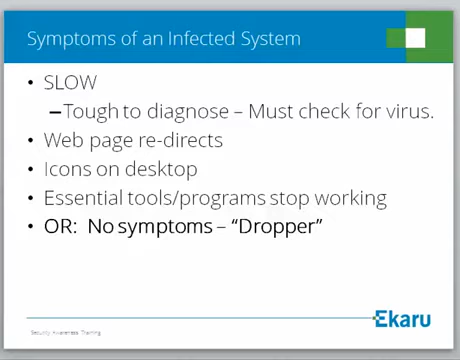 Symptoms of an Infected System
• SLOW
–Tough to diagnose – Must check for virus.
• Web page re-directs
• Icons on desktop
• Essential tools/programs stop working
• OR: No symptoms – “Dropper”
Security Awareness Training
Ekaru